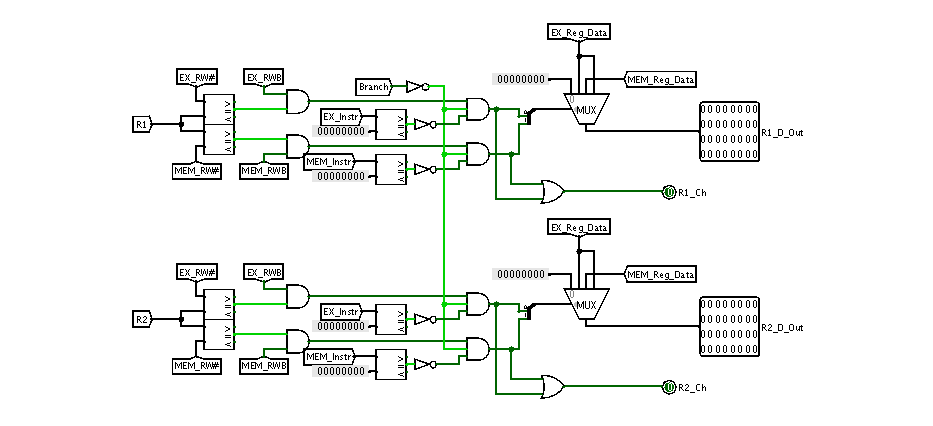 EX_Reg_Data
EX_RW# EX_RWB 00000000 MEM_Reg_Data
Branch
0 MUX
R1 EX_Instr 00000000
00000000 00000000
00000000
00000000 R1_D_Out
MEM_Instr
MEM_RW# MEM_RWB 00000000
R1_Ch
EX_Reg_Data
EX_RW# EX_RWB 00000000 MEM_Reg_Data
0 MUX
R2 EX_Instr 00000000
00000000 00000000
00000000
00000000 R2_D_Out
MEM_Instr
MEM_RW# MEM_RWB 00000000
R2_Ch